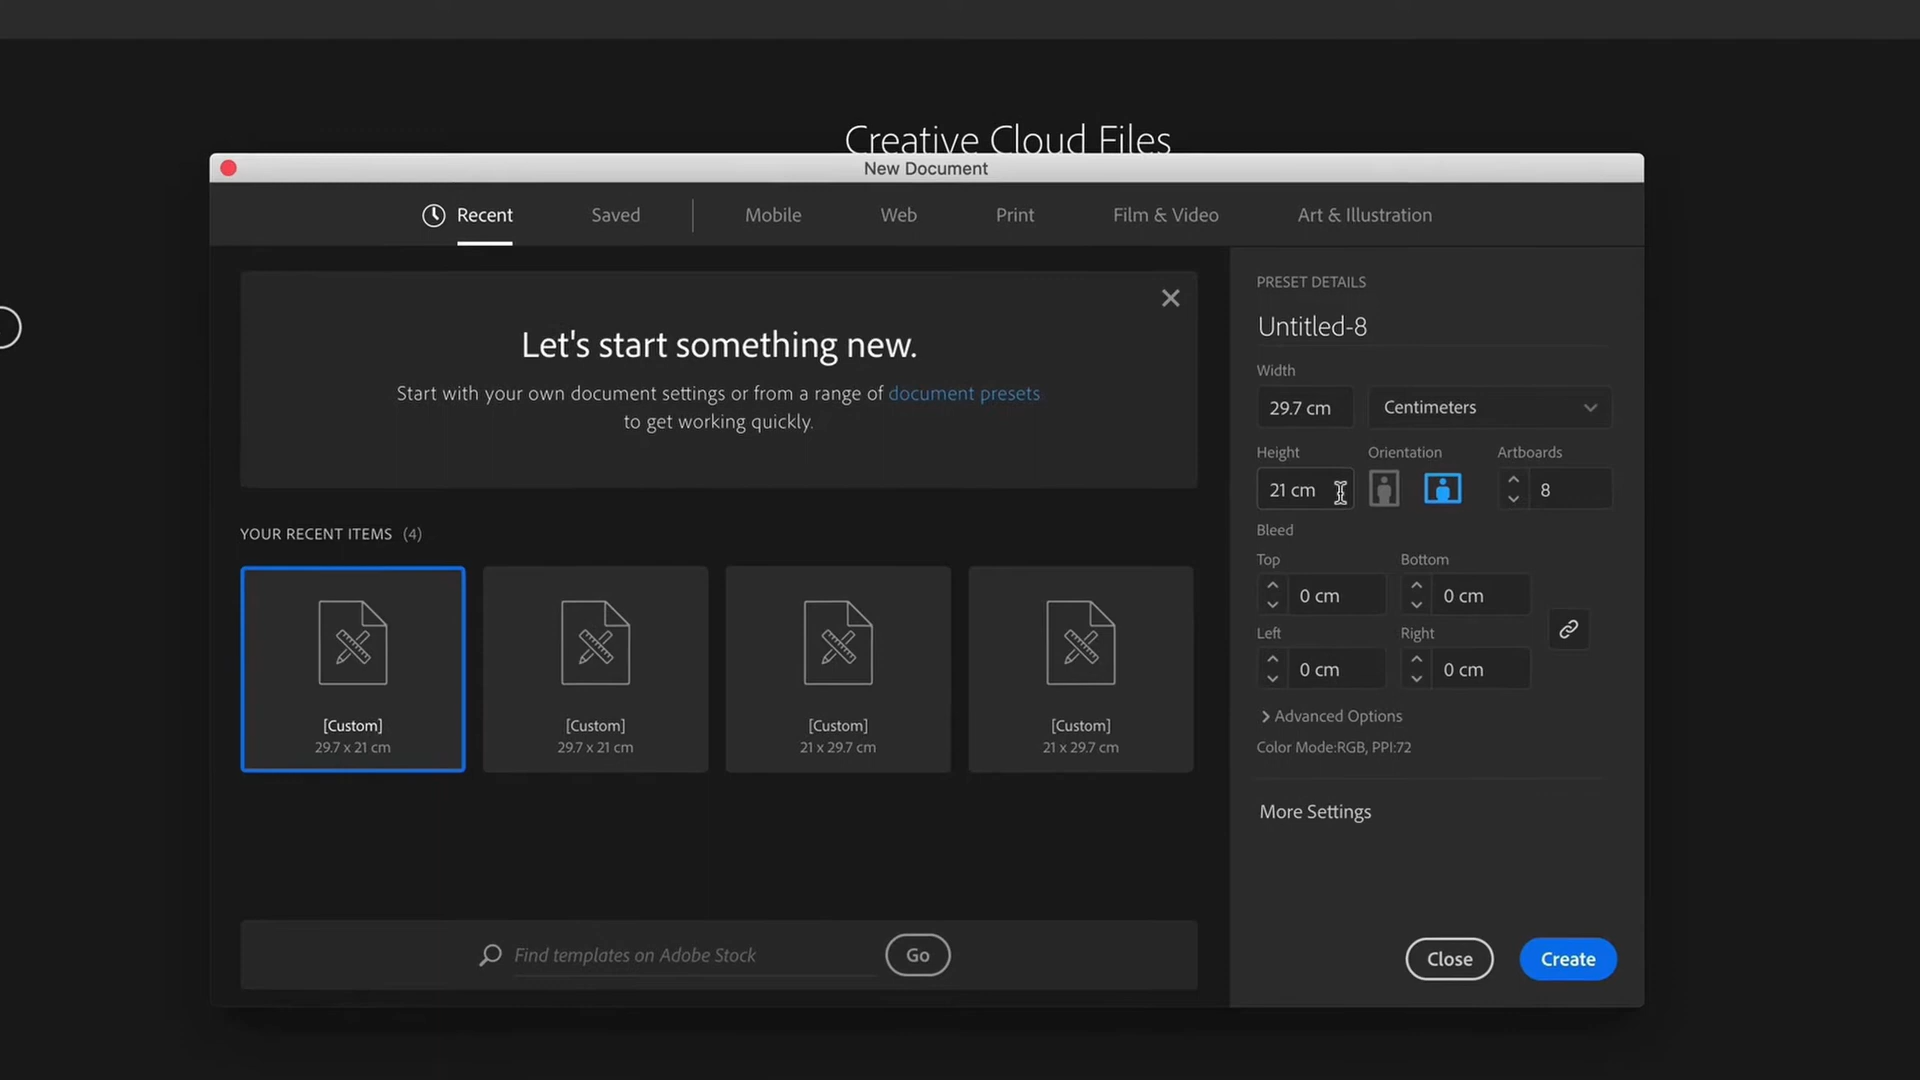 Creative Cloud Files
New Document
Recent
Saved
Mobile
Web
Print
Film & Video
Art & Illustration
Let's start something new.
Start with your own document settings or from a range of document presets
to get working quickly.
YOUR RECENT ITEMS (4)
[Custom]
29.7 x 21 cm
[Custom]
29.7 x 21 cm
[Custom]
21 x 29.7 cm
[Custom]
21 x 29.7 cm
Find templates on Adobe Stock
Go
PRESET DETAILS
Untitled-8
Width
29.7 cm
Centimeters
Height
Orientation
Artboards
21 cm
8
Bleed
Top
Bottom
0 cm
0 cm
Left
Right
0 cm
0 cm
Advanced Options
Color Mode:RGB, PPI:72
More Settings
Close
Create